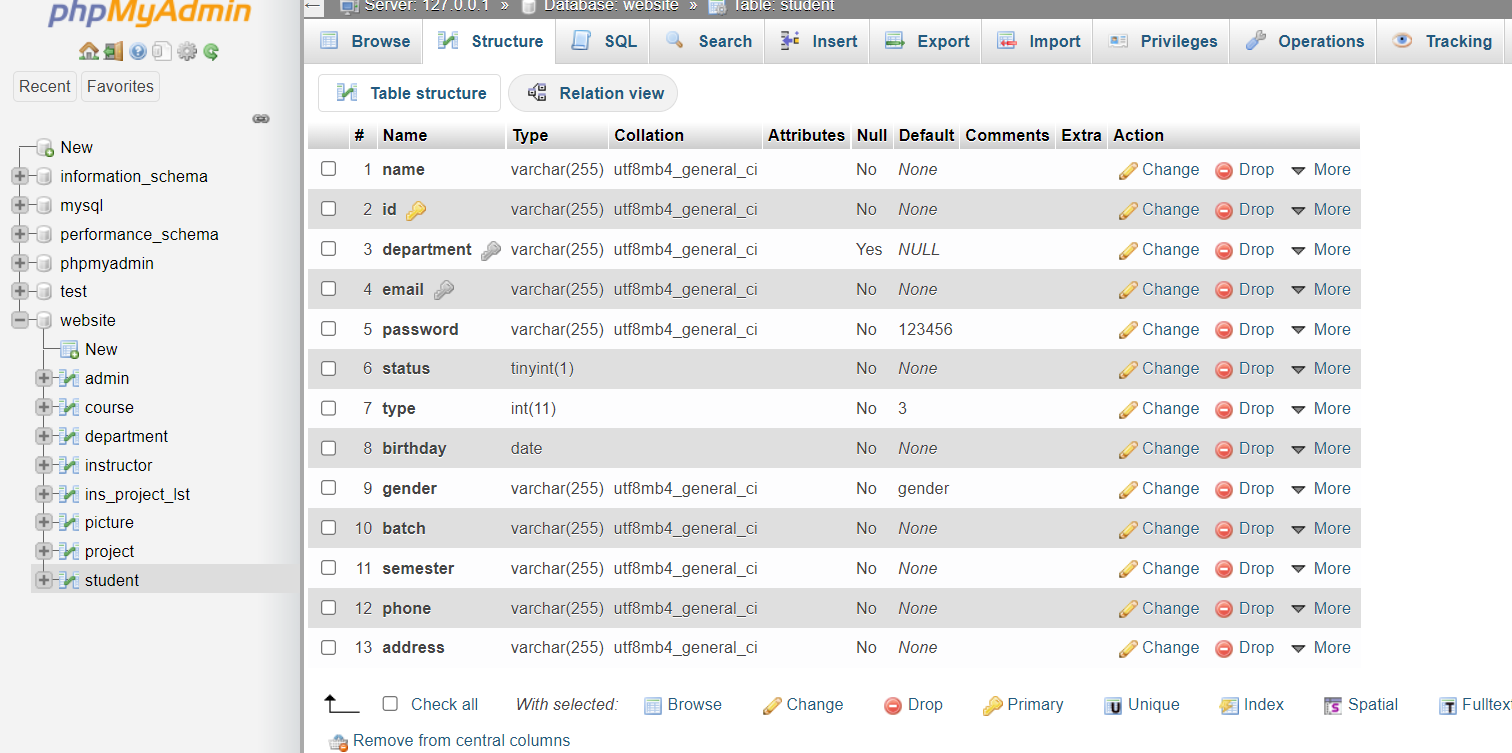 phpMyAdmin
Recent Favorites
New
information_schema
mysql
performance_schema
phpmyadmin
test
website
New
admin
course
department
instructor
ins_project_lst
picture
project
student
Server: 127.0.0.1 » Database: website » Table: student
Browse Structure SQL Search Insert Export Import Privileges Operations Tracking
Table structure Relation view
# Name Type Collation Attributes Null Default Comments Extra Action
1 name varchar(255) utf8mb4_general_ci No None Change Drop More
2 id varchar(255) utf8mb4_general_ci No None Change Drop More
3 department varchar(255) utf8mb4_general_ci Yes NULL Change Drop More
4 email varchar(255) utf8mb4_general_ci No None Change Drop More
5 password varchar(255) utf8mb4_general_ci No 123456 Change Drop More
6 status tinyint(1) No None Change Drop More
7 type int(11) No 3 Change Drop More
8 birthday date No None Change Drop More
9 gender varchar(255) utf8mb4_general_ci No gender Change Drop More
10 batch varchar(255) utf8mb4_general_ci No None Change Drop More
11 semester varchar(255) utf8mb4_general_ci No None Change Drop More
12 phone varchar(255) utf8mb4_general_ci No None Change Drop More
13 address varchar(255) utf8mb4_general_ci No None Change Drop More
Check all With selected: Browse Change Drop Primary Unique Index Spatial Fulltex
Remove from central columns